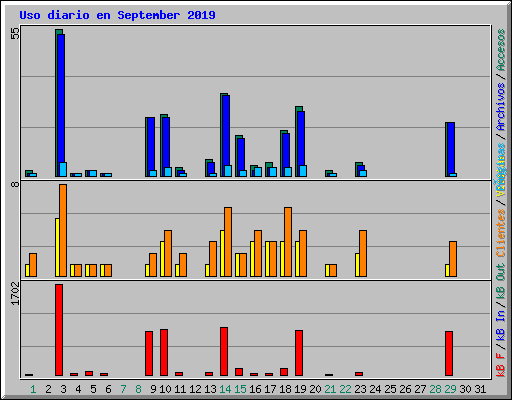 Uso diario en September 2019
55
8
1702
kB F / kB In / kB Out Clientes / Páginas / Archivos / Accesos
1 2 3 4 5 6 7 8 9 10 11 12 13 14 15 16 17 18 19 20 21 22 23 24 25 26 27 28 29 30 31